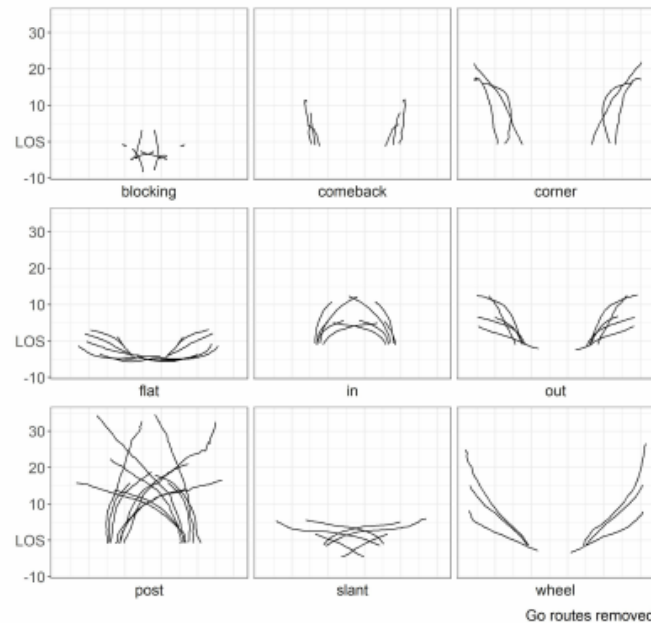 30
20
10
LOS
-10
blocking
comeback
corner
30
20
10
LOS
-10
flat
in
out
30
20
10
LOS
-10
post
slant
wheel
Go routes removed